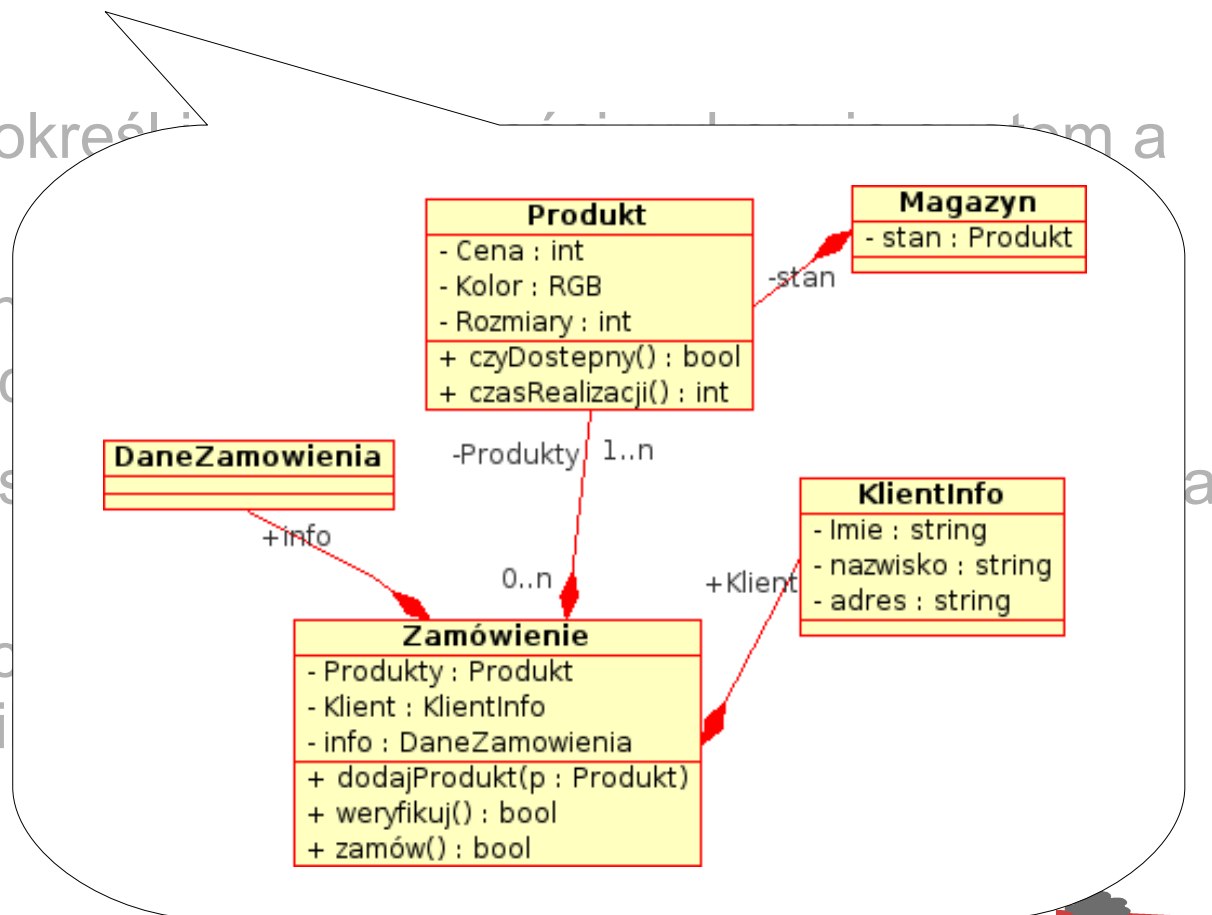 a
Produkt
- Cena : int
- Kolor : RGB
- Rozmiary : int
+ czyDostepny() : bool
+ czasRealizacji() : int
Magazyn
- stan : Produkt
-stan
-Produkty
1..n
DaneZamowienia
+info
0..n
KlientInfo
- Imie : string
- nazwisko : string
- adres : string
+Klient
a
Zamówienie
- Produkty : Produkt
- Klient : KlientInfo
- info : DaneZamowienia
+ dodajProdukt(p : Produkt)
+ weryfikuj() : bool
+ zamów() : bool